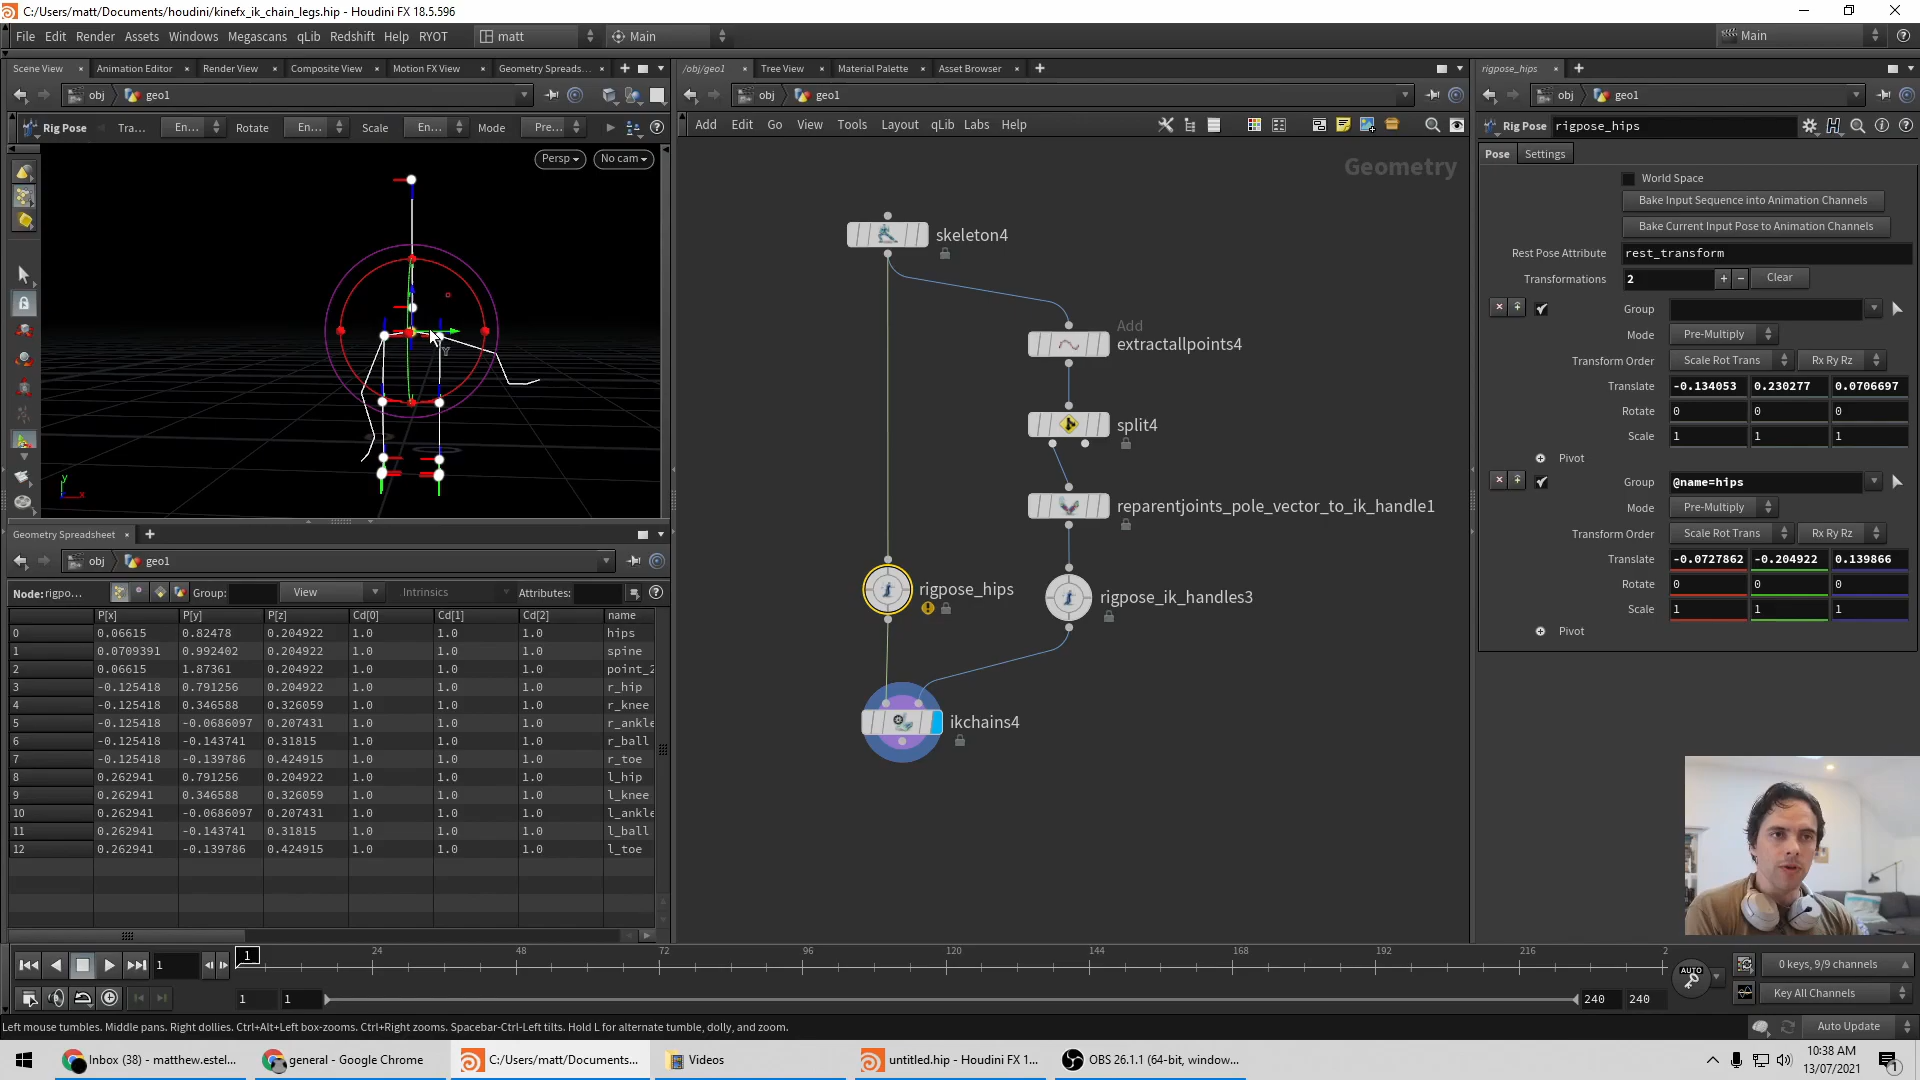 C:/Users/matt/Documents/houdini/kinefx_ik_chain_legs.hip - Houdini FX 18.5.596
File Edit Render Assets Windows Megascans qLib Redshift Help RYOT matt Main Main
Scene View Animation Editor Render View Composite View Motion FX View Geometry Spreads...
obj geo1
Rig Pose Tra... En... Rotate En... Scale En... Mode Pre...
Persp No cam
Y
y
x
Geometry Spreadsheet
obj geo1
Node: rigpo... Group: View Intrinsics Attributes:
P[x] P[y] P[z] Cd[0] Cd[1] Cd[2] name
0 0.06615 0.82478 0.204922 1.0 1.0 1.0 hips
1 0.0709391 0.992402 0.204922 1.0 1.0 1.0 spine
2 0.06615 1.87361 0.204922 1.0 1.0 1.0 point_2
3 -0.125418 0.791256 0.204922 1.0 1.0 1.0 r_hip
4 -0.125418 0.346588 0.326059 1.0 1.0 1.0 r_knee
5 -0.125418 -0.0686097 0.207431 1.0 1.0 1.0 r_ankle
6 -0.125418 -0.143741 0.31815 1.0 1.0 1.0 r_ball
7 -0.125418 -0.139786 0.424915 1.0 1.0 1.0 r_toe
8 0.262941 0.791256 0.204922 1.0 1.0 1.0 l_hip
9 0.262941 0.346588 0.326059 1.0 1.0 1.0 l_knee
10 0.262941 -0.0686097 0.207431 1.0 1.0 1.0 l_ankle
11 0.262941 -0.143741 0.31815 1.0 1.0 1.0 l_ball
12 0.262941 -0.139786 0.424915 1.0 1.0 1.0 l_toe
/obj/geo1 Tree View Material Palette Asset Browser
obj geo1
Add Edit Go View Tools Layout qLib Labs Help
Geometry
skeleton4
Add
extractallpoints4
split4
reparentjoints_pole_vector_to_ik_handle1
rigpose_hips
rigpose_ik_handles3
ikchains4
rigpose_hips
obj geo1
Rig Pose rigpose_hips
Pose Settings
World Space
Bake Input Sequence into Animation Channels
Bake Current Input Pose to Animation Channels
Rest Pose Attribute rest_transform
Transformations 2 + - Clear
Group
Mode Pre-Multiply
Transform Order Scale Rot Trans Rx Ry Rz
Translate -0.134053 0.230277 0.0706697
Rotate 0 0 0
Scale 1 1 1
Pivot
Group @name=hips
Mode Pre-Multiply
Transform Order Scale Rot Trans Rx Ry Rz
Translate -0.0727862 -0.204922 0.139866
Rotate 0 0 0
Scale 1 1 1
Pivot
1 1 24 48 72 96 120 144 168 192 216 2
1 1 240 240
AUTO
0 keys, 9/9 channels
Key All Channels
Left mouse tumbles. Middle pans. Right dollies. Ctrl+Alt+Left box-zooms. Ctrl+Right zooms. Spacebar-Ctrl-Left tilts. Hold L for alternate tumble, dolly, and zoom.
Auto Update
Inbox (38) - matthew.estel... general - Google Chrome C:/Users/matt/Documents... Videos untitled.hip - Houdini FX 1... OBS 26.1.1 (64-bit, window...
10:38 AM
13/07/2021
1